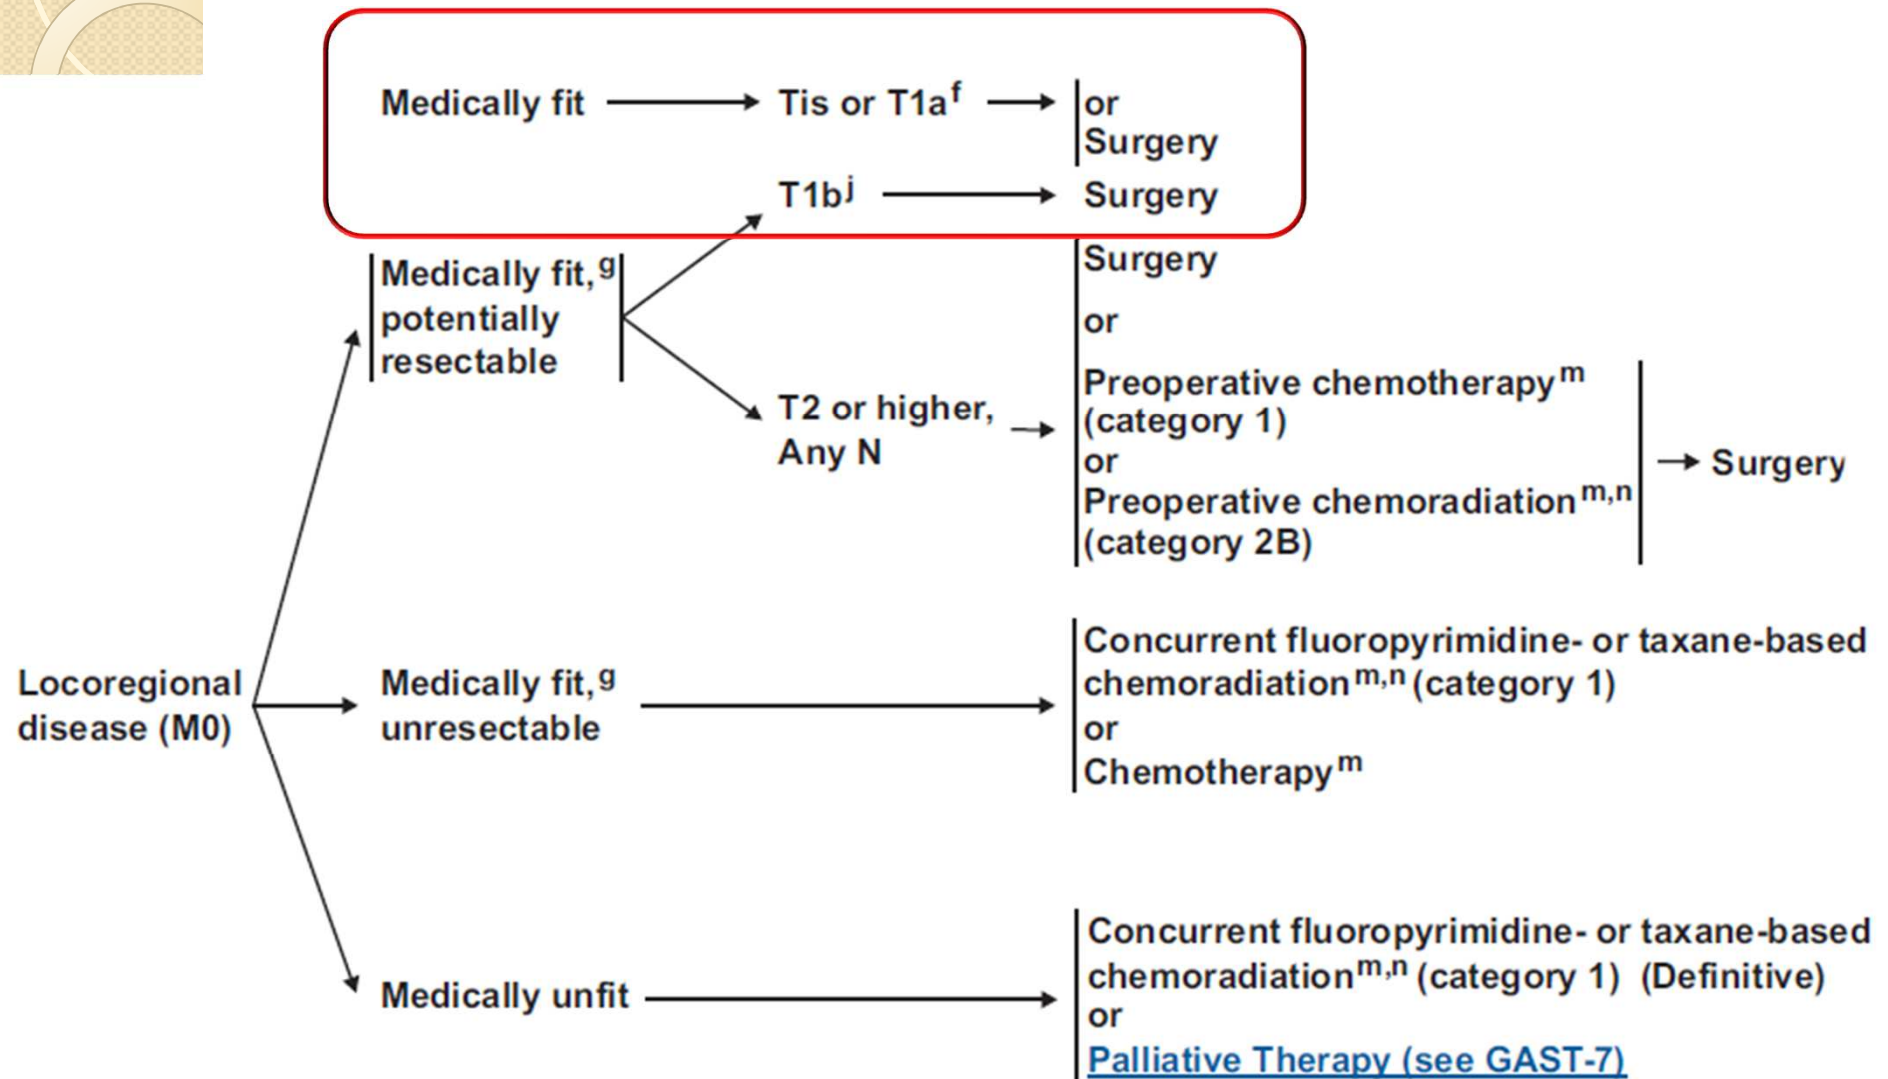 Medically fit
Tis or T1aᶠ
or
Surgery
T1bʲ
Surgery
Medically fit,ᵍ
potentially
resectable
Surgery
or
T2 or higher,
Any N
Preoperative chemotherapyᵐ
(category 1)
or
Preoperative chemoradiationᵐ,ⁿ
(category 2B)
Surgery
Locoregional
disease (M0)
Medically fit,ᵍ
unresectable
Concurrent fluoropyrimidine- or taxane-based
chemoradiationᵐ,ⁿ (category 1)
or
Chemotherapyᵐ
Medically unfit
Concurrent fluoropyrimidine- or taxane-based
chemoradiationᵐ,ⁿ (category 1) (Definitive)
or
Palliative Therapy (see GAST-7)